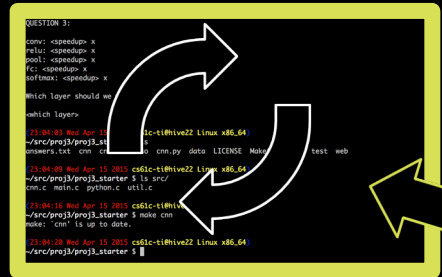 QUESTION 3:
conv: <speedup> x
relu: <speedup> x
pool: <speedup> x
fc: <speedup> x
softmax: <speedup> x
Which layer should we
<which layer>
(23:04:03 Wed Apr 15 cs61c-ti@hive22 Linux x86_64)
~/src/proj3/proj3_st
answers.txt cnn cnn.py data LICENSE Make test web
(23:04:09 Wed Apr 15 2015 cs61c-ti@hive22 Linux x86_64)
~/src/proj3/proj3_starter $ ls src/
cnn.c main.c python.c util.c
(23:04:16 Wed Apr 15 2015 cs61c-ti@hive x86_64)
~/src/proj3/proj3_starter $ make cnn
make: `cnn' is up to date.
(23:04:20 Wed Apr 15 2015 cs61c-ti@hive22 Linux x86_64)
~/src/proj3/proj3_starter $